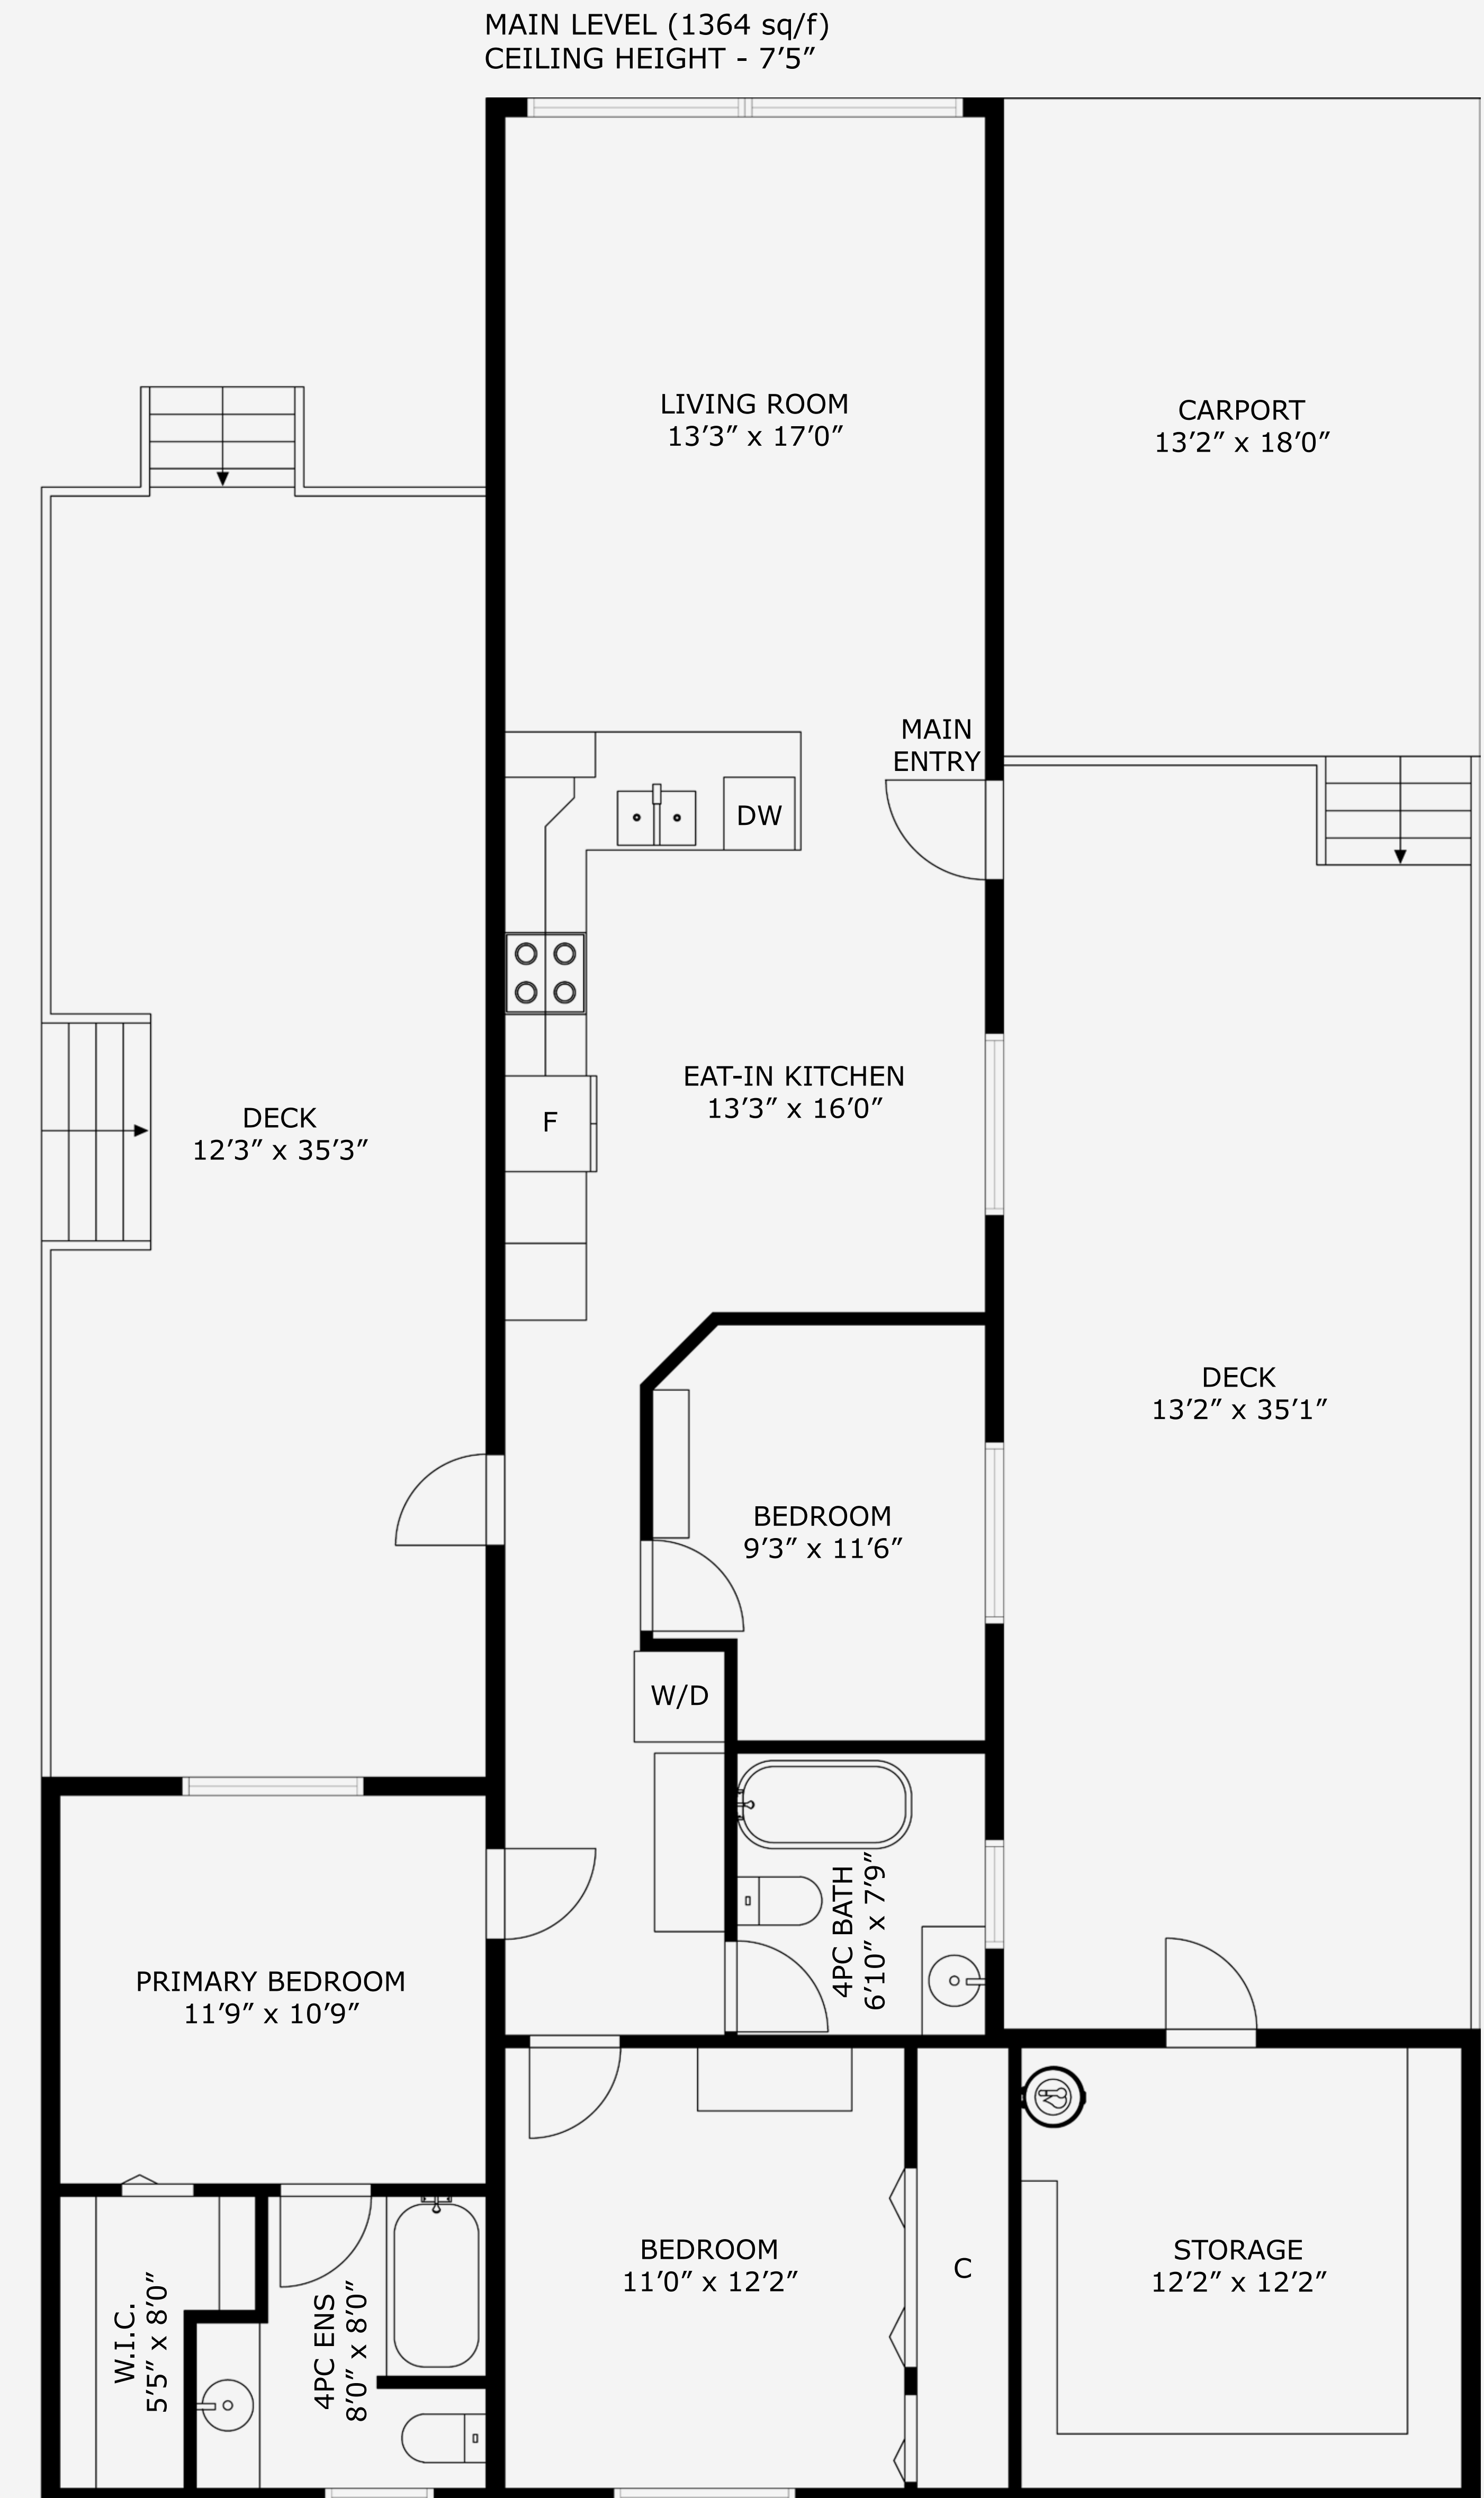 MAIN LEVEL (1364 sq/f)
CEILING HEIGHT - 7’5”
LIVING ROOM
13’3” x 17’0”
CARPORT
13’2” x 18’0”
MAIN
ENTRY
DW
EAT-IN KITCHEN
13’3” x 16’0”
F
DECK
12’3” x 35’3”
DECK
13’2” x 35’1”
BEDROOM
9’3” x 11’6”
W/D
4PC BATH
6’10” x 7’9”
PRIMARY BEDROOM
11’9” x 10’9”
W.I.C.
5’5” x 8’0”
4PC ENS
8’0” x 8’0”
BEDROOM
11’0” x 12’2”
C
STORAGE
12’2” x 12’2”